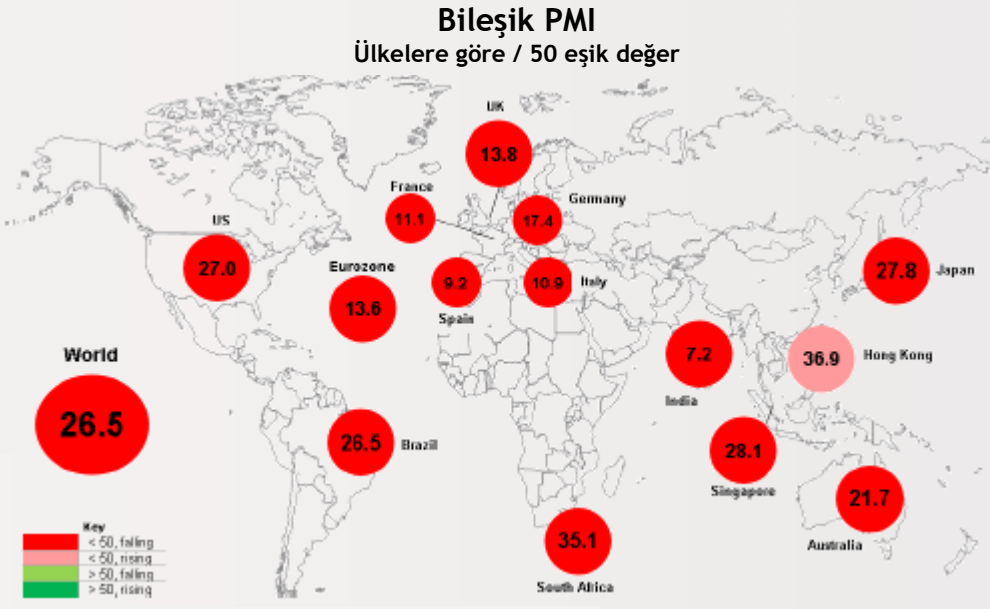 Bileşik PMI
Ülkelere göre / 50 eşik değer
UK
13.8
France
11.1
Germany
17.4
US
27.0
Eurozone
13.6
9.2
Spain
10.9
Italy
27.8
Japan
7.2
India
36.9
Hong Kong
World
26.5
26.5
Brazil
28.1
Singapore
21.7
Australia
35.1
South Africa
Key
< 50, falling
< 50, rising
> 50, falling
> 50, rising